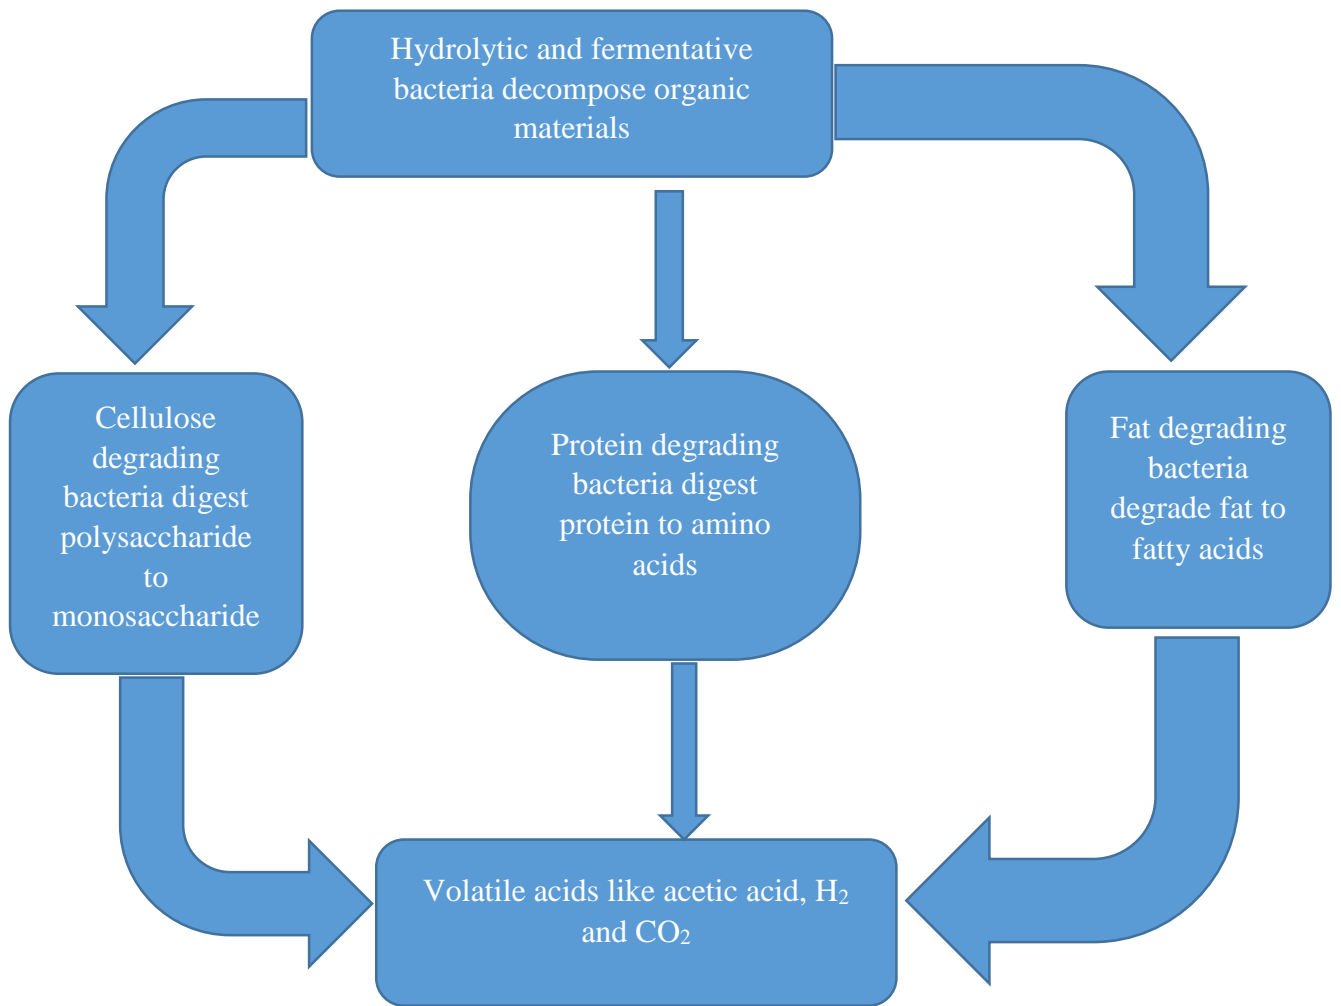 Hydrolytic and fermentative
bacteria decompose organic
materials
Cellulose
degrading
bacteria digest
polysaccharide
to
monosaccharide
Protein degrading
bacteria digest
protein to amino
acids
Fat degrading
bacteria
degrade fat to
fatty acids
Volatile acids like acetic acid, H₂
and CO₂